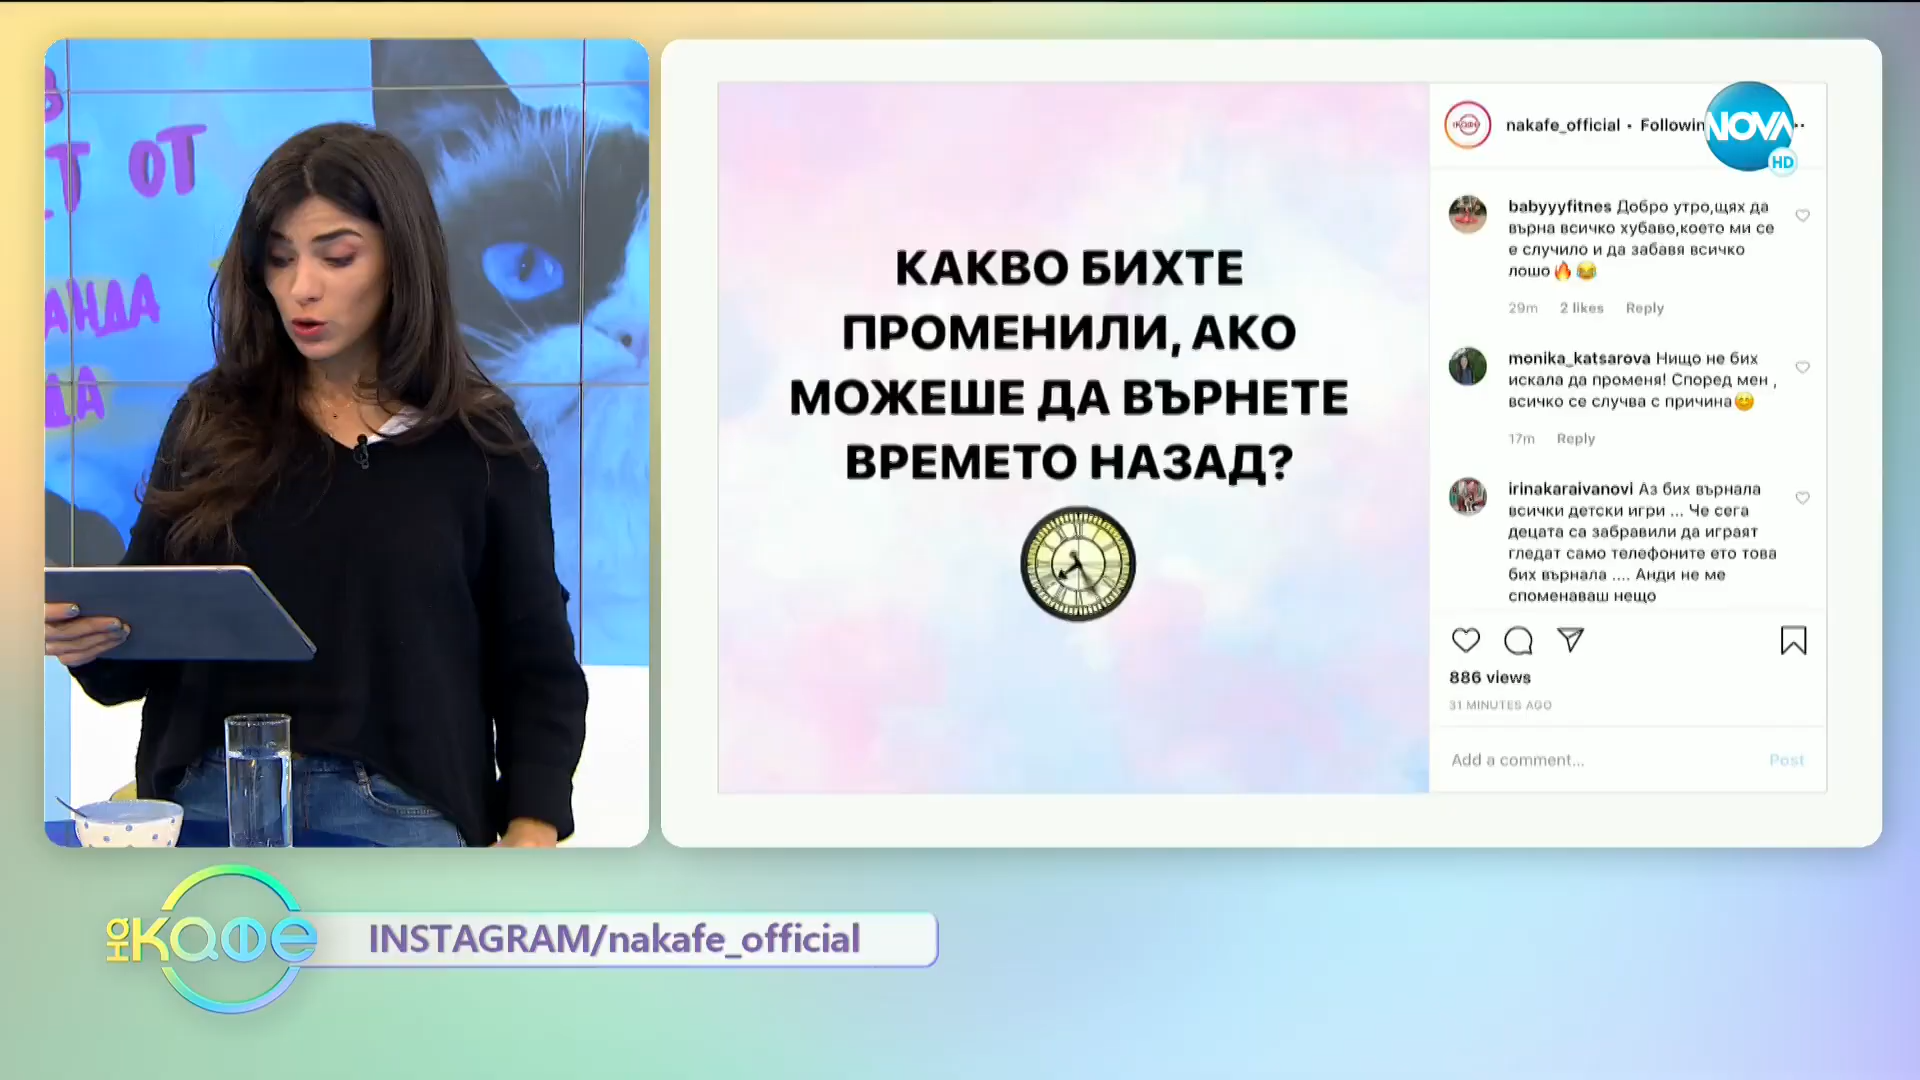 ОТ
АНДА
КАКВО БИХТЕ
ПРОМЕНИЛИ, АКО
МОЖЕШЕ ДА ВЪРНЕТЕ
ВРЕМЕТО НАЗАД?
nakafe_official • Followin
NOVA
HD
babyyyfitnes Добро утро,щях да
върна всичко хубаво,което ми се
е случило и да забавя всичко
лошо🔥😂
29m 2 likes Reply
monika_katsarova Нищо не бих
искала да променя! Според мен ,
всичко се случва с причина😊
17m Reply
irinakaraivanovi Аз бих върнала
всички детски игри ... Че сега
децата са забравили да играят
гледат само телефоните ето това
бих върнала .... Анди не ме
споменаваш нещо
886 views
31 MINUTES AGO
Add a comment... Post
на кафе
INSTAGRAM/nakafe_official